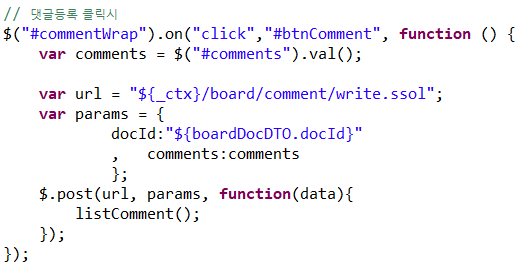 // 댓글등록 클릭시
$("#commentWrap").on("click","#btnComment", function () {
var comments = $("#comments").val();
var url = "${_ctx}/board/comment/write.ssol";
var params = {
docId:"${boardDocDTO.docId}"
, comments:comments
};
$.post(url, params, function(data){
listComment();
});
});